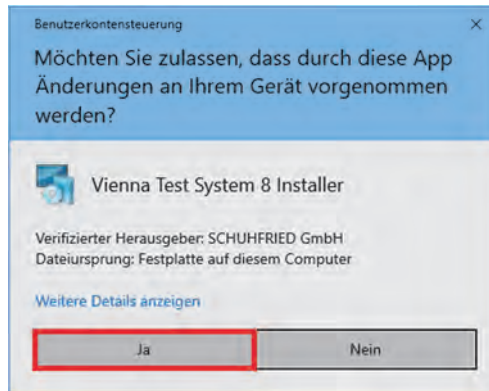 Benutzerkontensteuerung
Möchten Sie zulassen, dass durch diese App
Änderungen an Ihrem Gerät vorgenommen
werden?
Vienna Test System 8 Installer
Verifizierter Herausgeber: SCHUHFRIED GmbH
Dateiursprung: Festplatte auf diesem Computer
Weitere Details anzeigen
Ja
Nein